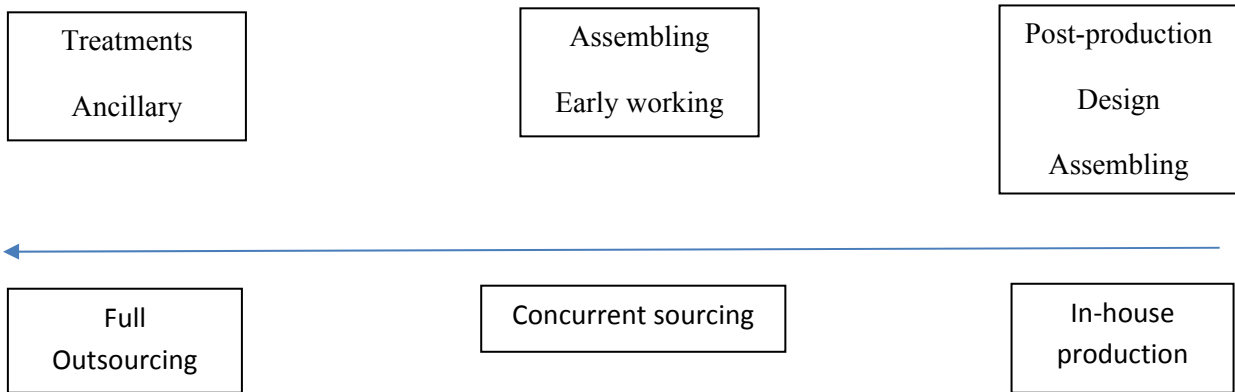 Treatments
Ancillary
Assembling
Early working
Post-production
Design
Assembling
Full
Outsourcing
Concurrent sourcing
In-house
production